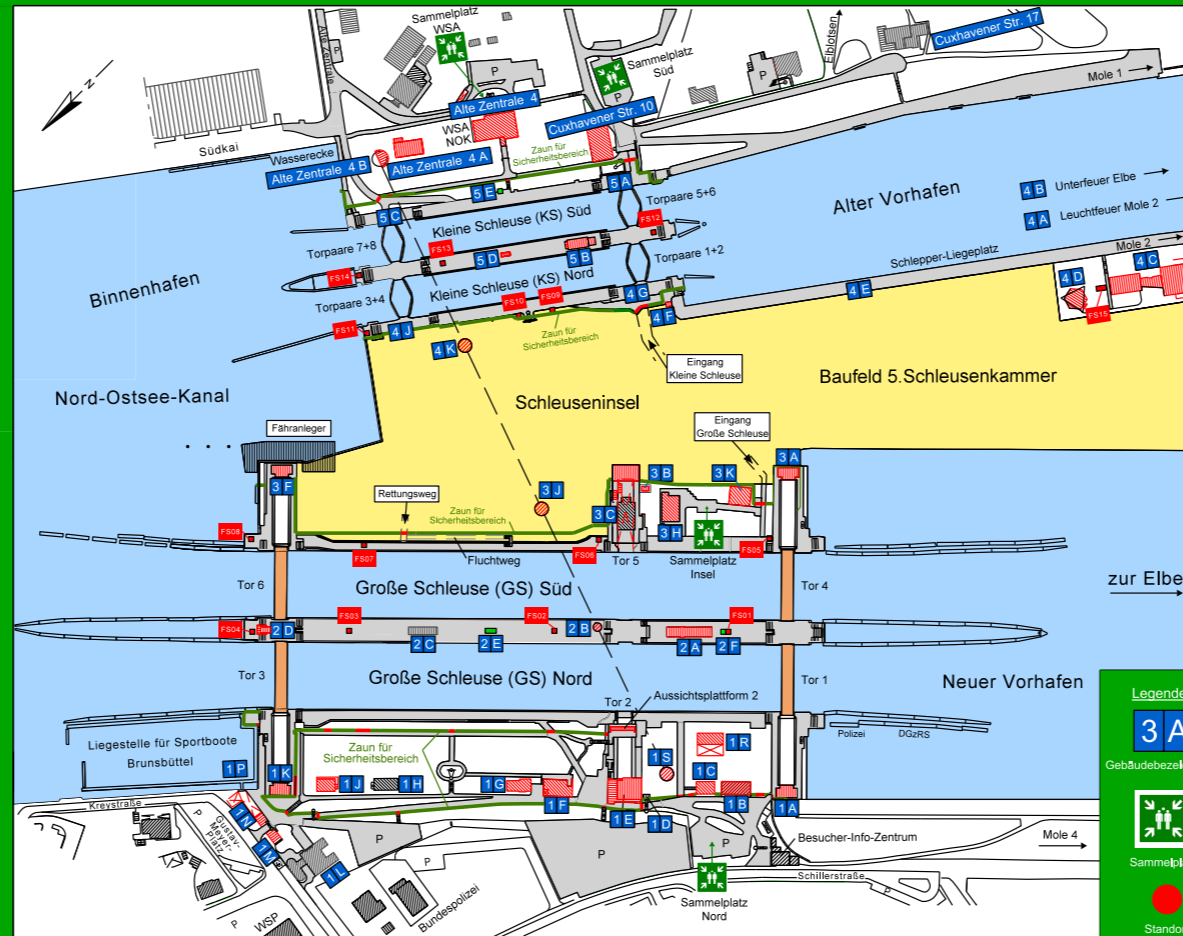 Sammelplatz
WSA
Alte Zentrale
P
P
Sammelplatz
Süd
P
P
Elblotsen
Cuxhavener Str. 17
Mole 1
z
Südkai
Alte Zentrale 4
WSA
NOK
Cuxhavener Str. 10
Zaun für
Sicherheitsbereich
Wasserecke
Alte Zentrale 4 B
Alte Zentrale 4 A
5 E
5 A
5 C
Kleine Schleuse (KS) Süd
Torpaare 5+6
FS12
Alter Vorhafen
4 B
Unterfeuer Elbe
4 A
Leuchtfeuer Mole 2
Torpaare 7+8
FS13
5 D
5 B
Torpaare 1+2
Mole 2
Schlepper-Liegeplatz
Binnenhafen
FS14
Torpaare 3+4
Kleine Schleuse (KS) Nord
FS10
FS09
4 G
4 F
4 E
4 D
4 C
FS15
FS11
4 J
4 K
Zaun für
Sicherheitsbereich
Eingang
Kleine Schleuse
Nord-Ostsee-Kanal
Schleuseninsel
Baufeld 5.Schleusenkammer
Fähranleger
Eingang
Große Schleuse
3 A
3 F
Rettungsweg
3 J
3 B
3 K
Zaun für
Sicherheitsbereich
3 C
3 H
FS08
FS07
Fluchtweg
FS06
Tor 5
Sammelplatz
Insel
FS05
Tor 6
Große Schleuse (GS) Süd
Tor 4
zur Elbe
FS04
2 D
FS03
FS02
2 B
FS01
2 C
2 E
2 A
2 F
Tor 3
Große Schleuse (GS) Nord
Tor 1
Neuer Vorhafen
Tor 2
Aussichtsplattform 2
Liegestelle für Sportboote
Brunsbüttel
1 P
1 K
Zaun für
Sicherheitsbereich
1 J
1 H
1 G
1 F
1 S
1 R
1 C
1 B
1 E
1 D
1 A
Polizei
DGzRS
Kreystraße
Gustav-
Meyer-
Platz
1 N
1 M
1 L
P
P
P
P
Besucher-Info-Zentrum
Mole 4
Schillerstraße
P
P
WSP
Bundespolizei
Sammelplatz
Nord
Legende
3 A
Gebäudebezei
Sammelpla
Standor